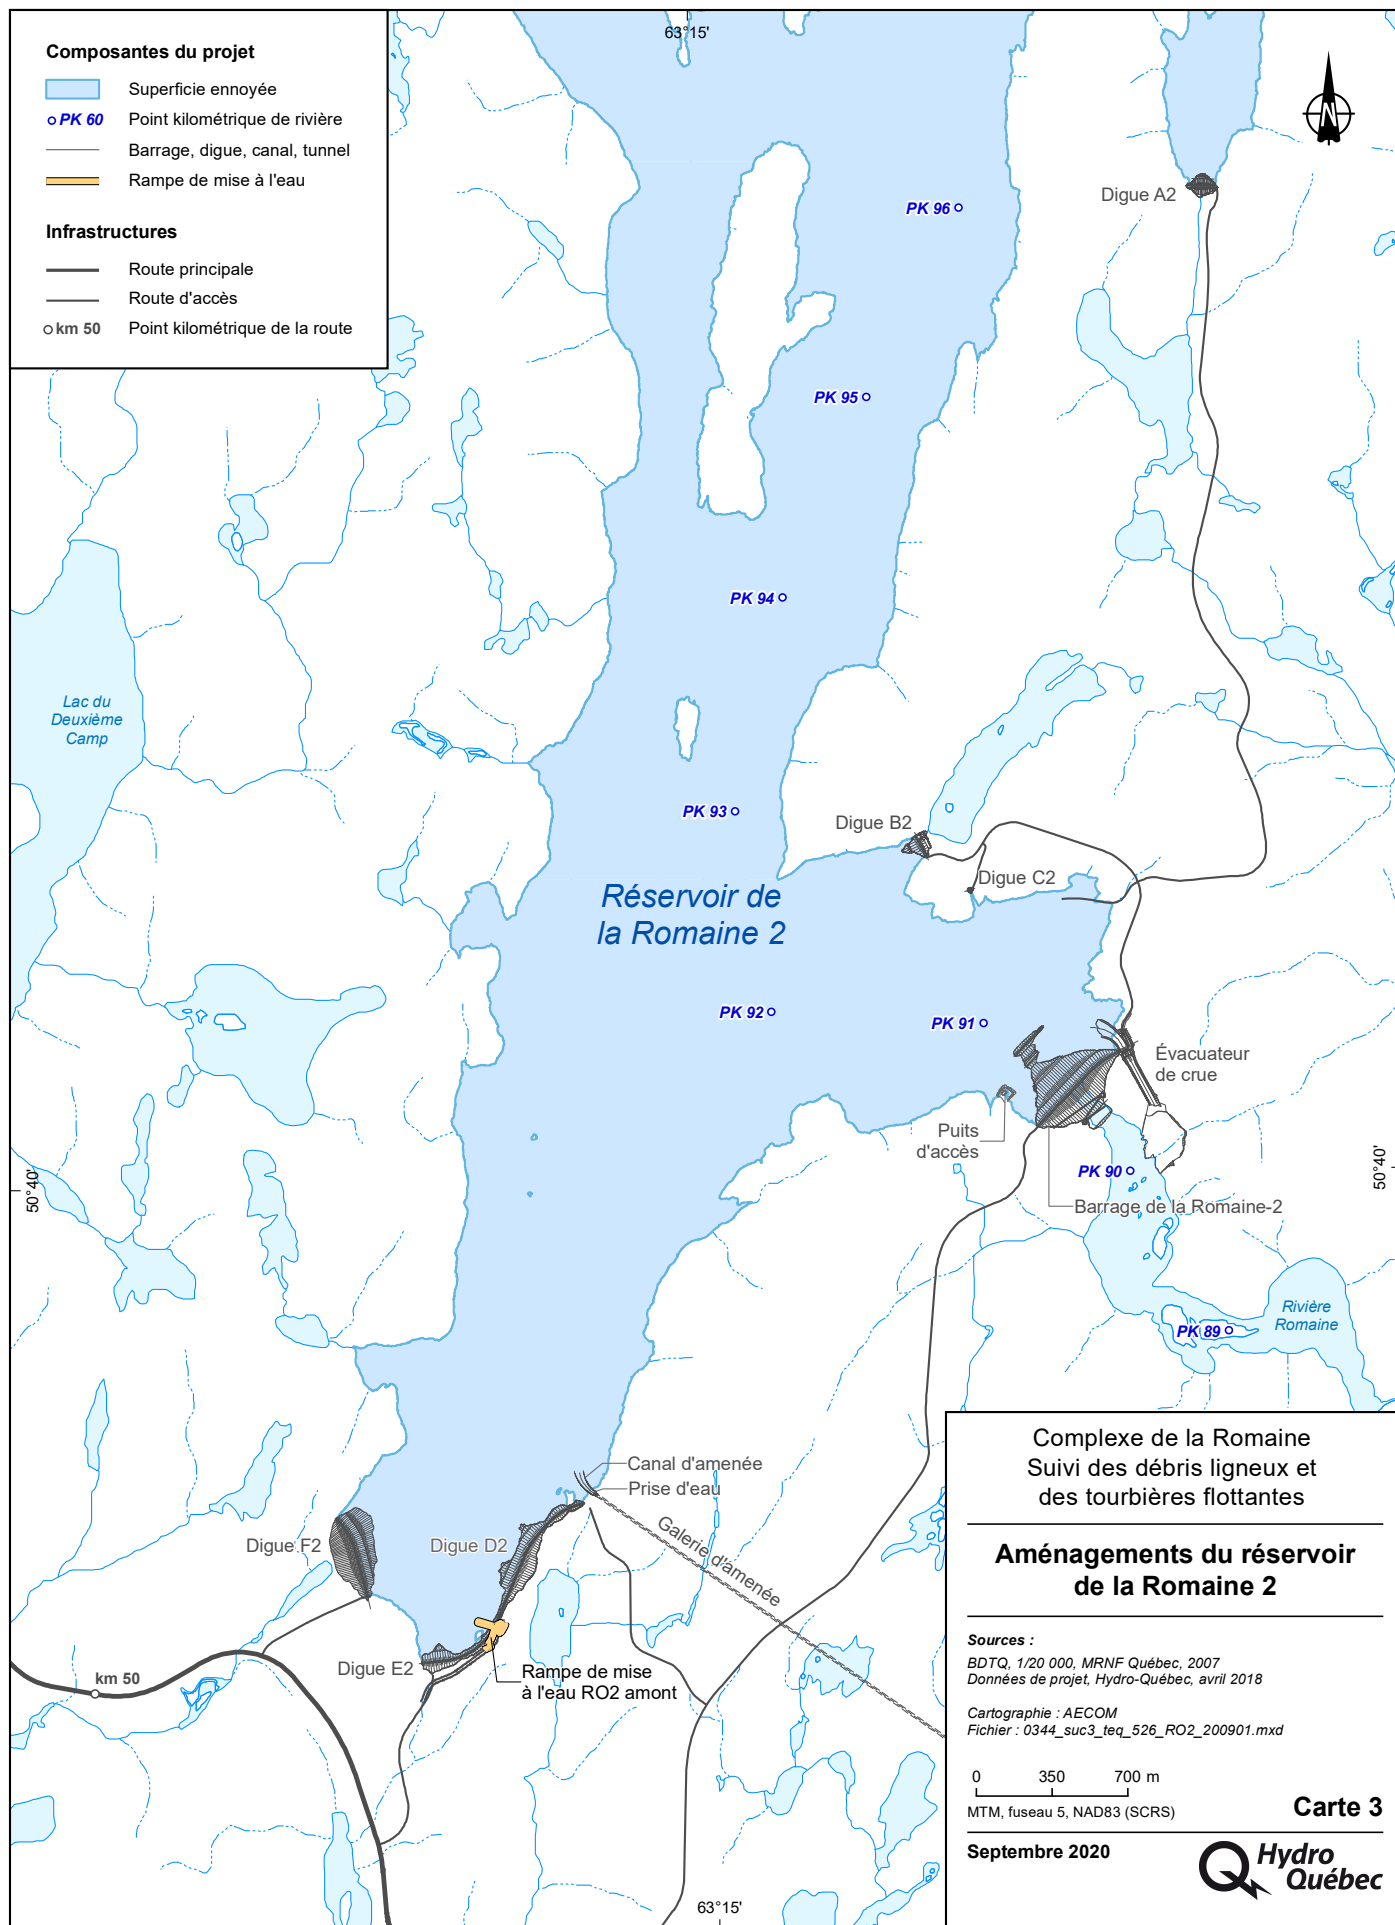 Composantes du projet
Superficie ennoyée
PK 60 Point kilométrique de rivière
Barrage, digue, canal, tunnel
Rampe de mise à l'eau
Infrastructures
Route principale
Route d'accès
km 50 Point kilométrique de la route
63°15'
N
Digue A2
PK 96
PK 95
PK 94
Lac du
Deuxième
Camp
PK 93
Digue B2
Digue C2
Réservoir de
la Romaine 2
PK 92
PK 91
Évacuateur
de crue
Puits
d'accès
PK 90
50°40'
50°40'
Barrage de la Romaine-2
Rivière
Romaine
PK 89
Canal d'amenée
Prise d'eau
Galerie d'amenée
Digue F2
Digue D2
Digue E2
Rampe de mise
à l'eau RO2 amont
km 50
63°15'
Complexe de la Romaine
Suivi des débris ligneux et
des tourbières flottantes
Aménagements du réservoir
de la Romaine 2
Sources :
BDTQ, 1/20 000, MRNF Québec, 2007
Données de projet, Hydro-Québec, avril 2018
Cartographie : AECOM
Fichier : 0344_suc3_teq_526_RO2_200901.mxd
0 350 700 m
MTM, fuseau 5, NAD83 (SCRS)
Carte 3
Septembre 2020
Hydro
Québec